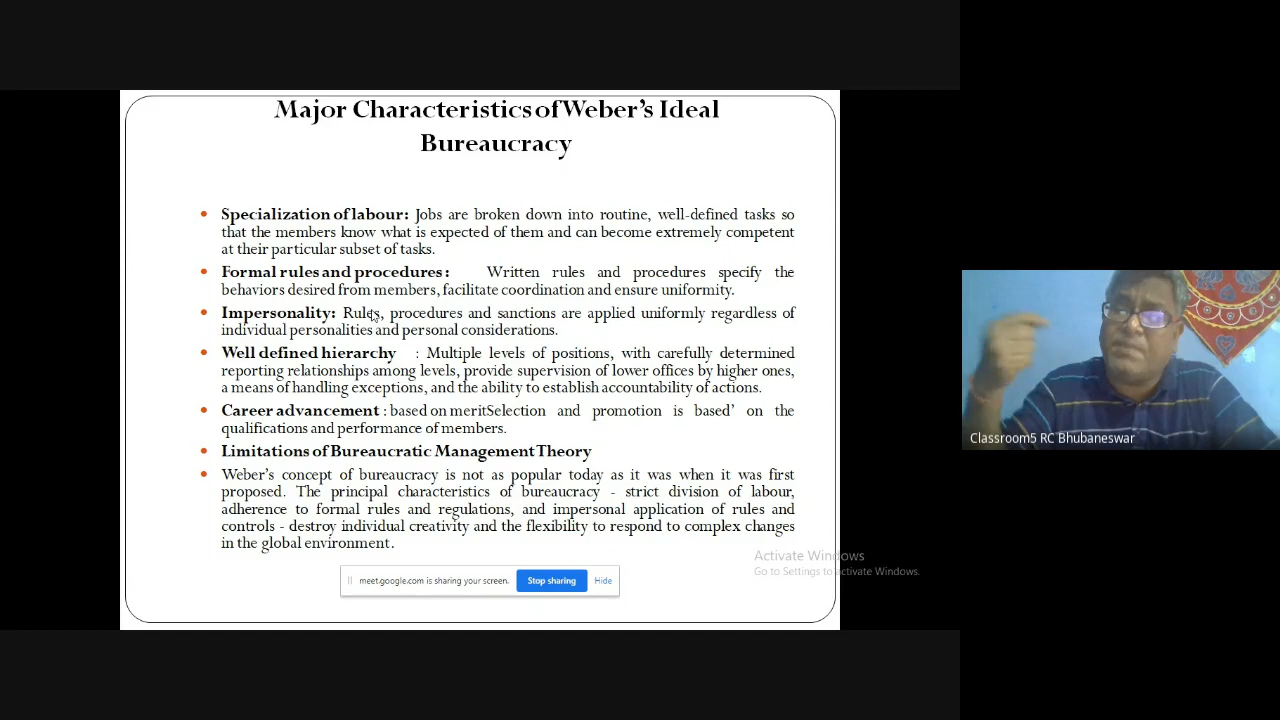 Major Characteristics of Weber's Ideal
Bureaucracy
• Specialization of labour: Jobs are broken down into routine, well-defined tasks so
that the members know what is expected of them and can become extremely competent
at their particular subset of tasks.
• Formal rules and procedures : Written rules and procedures specify the
behaviors desired from members, facilitate coordination and ensure uniformity.
• Impersonality: Rules, procedures and sanctions are applied uniformly regardless of
individual personalities and personal considerations.
• Well defined hierarchy : Multiple levels of positions, with carefully determined
reporting relationships among levels, provide supervision of lower offices by higher ones,
a means of handling exceptions, and the ability to establish accountability of actions.
• Career advancement : based on meritSelection and promotion is based' on the
qualifications and performance of members.
• Limitations of Bureaucratic Management Theory
• Weber's concept of bureaucracy is not as popular today as it was when it was first
proposed. The principal characteristics of bureaucracy - strict division of labour,
adherence to formal rules and regulations, and impersonal application of rules and
controls - destroy individual creativity and the flexibility to respond to complex changes
in the global environment.
meet.google.com is sharing your screen. Stop sharing Hide
Activate Windows
Go to Settings to activate Windows.
Classroom5 RC Bhubaneswar